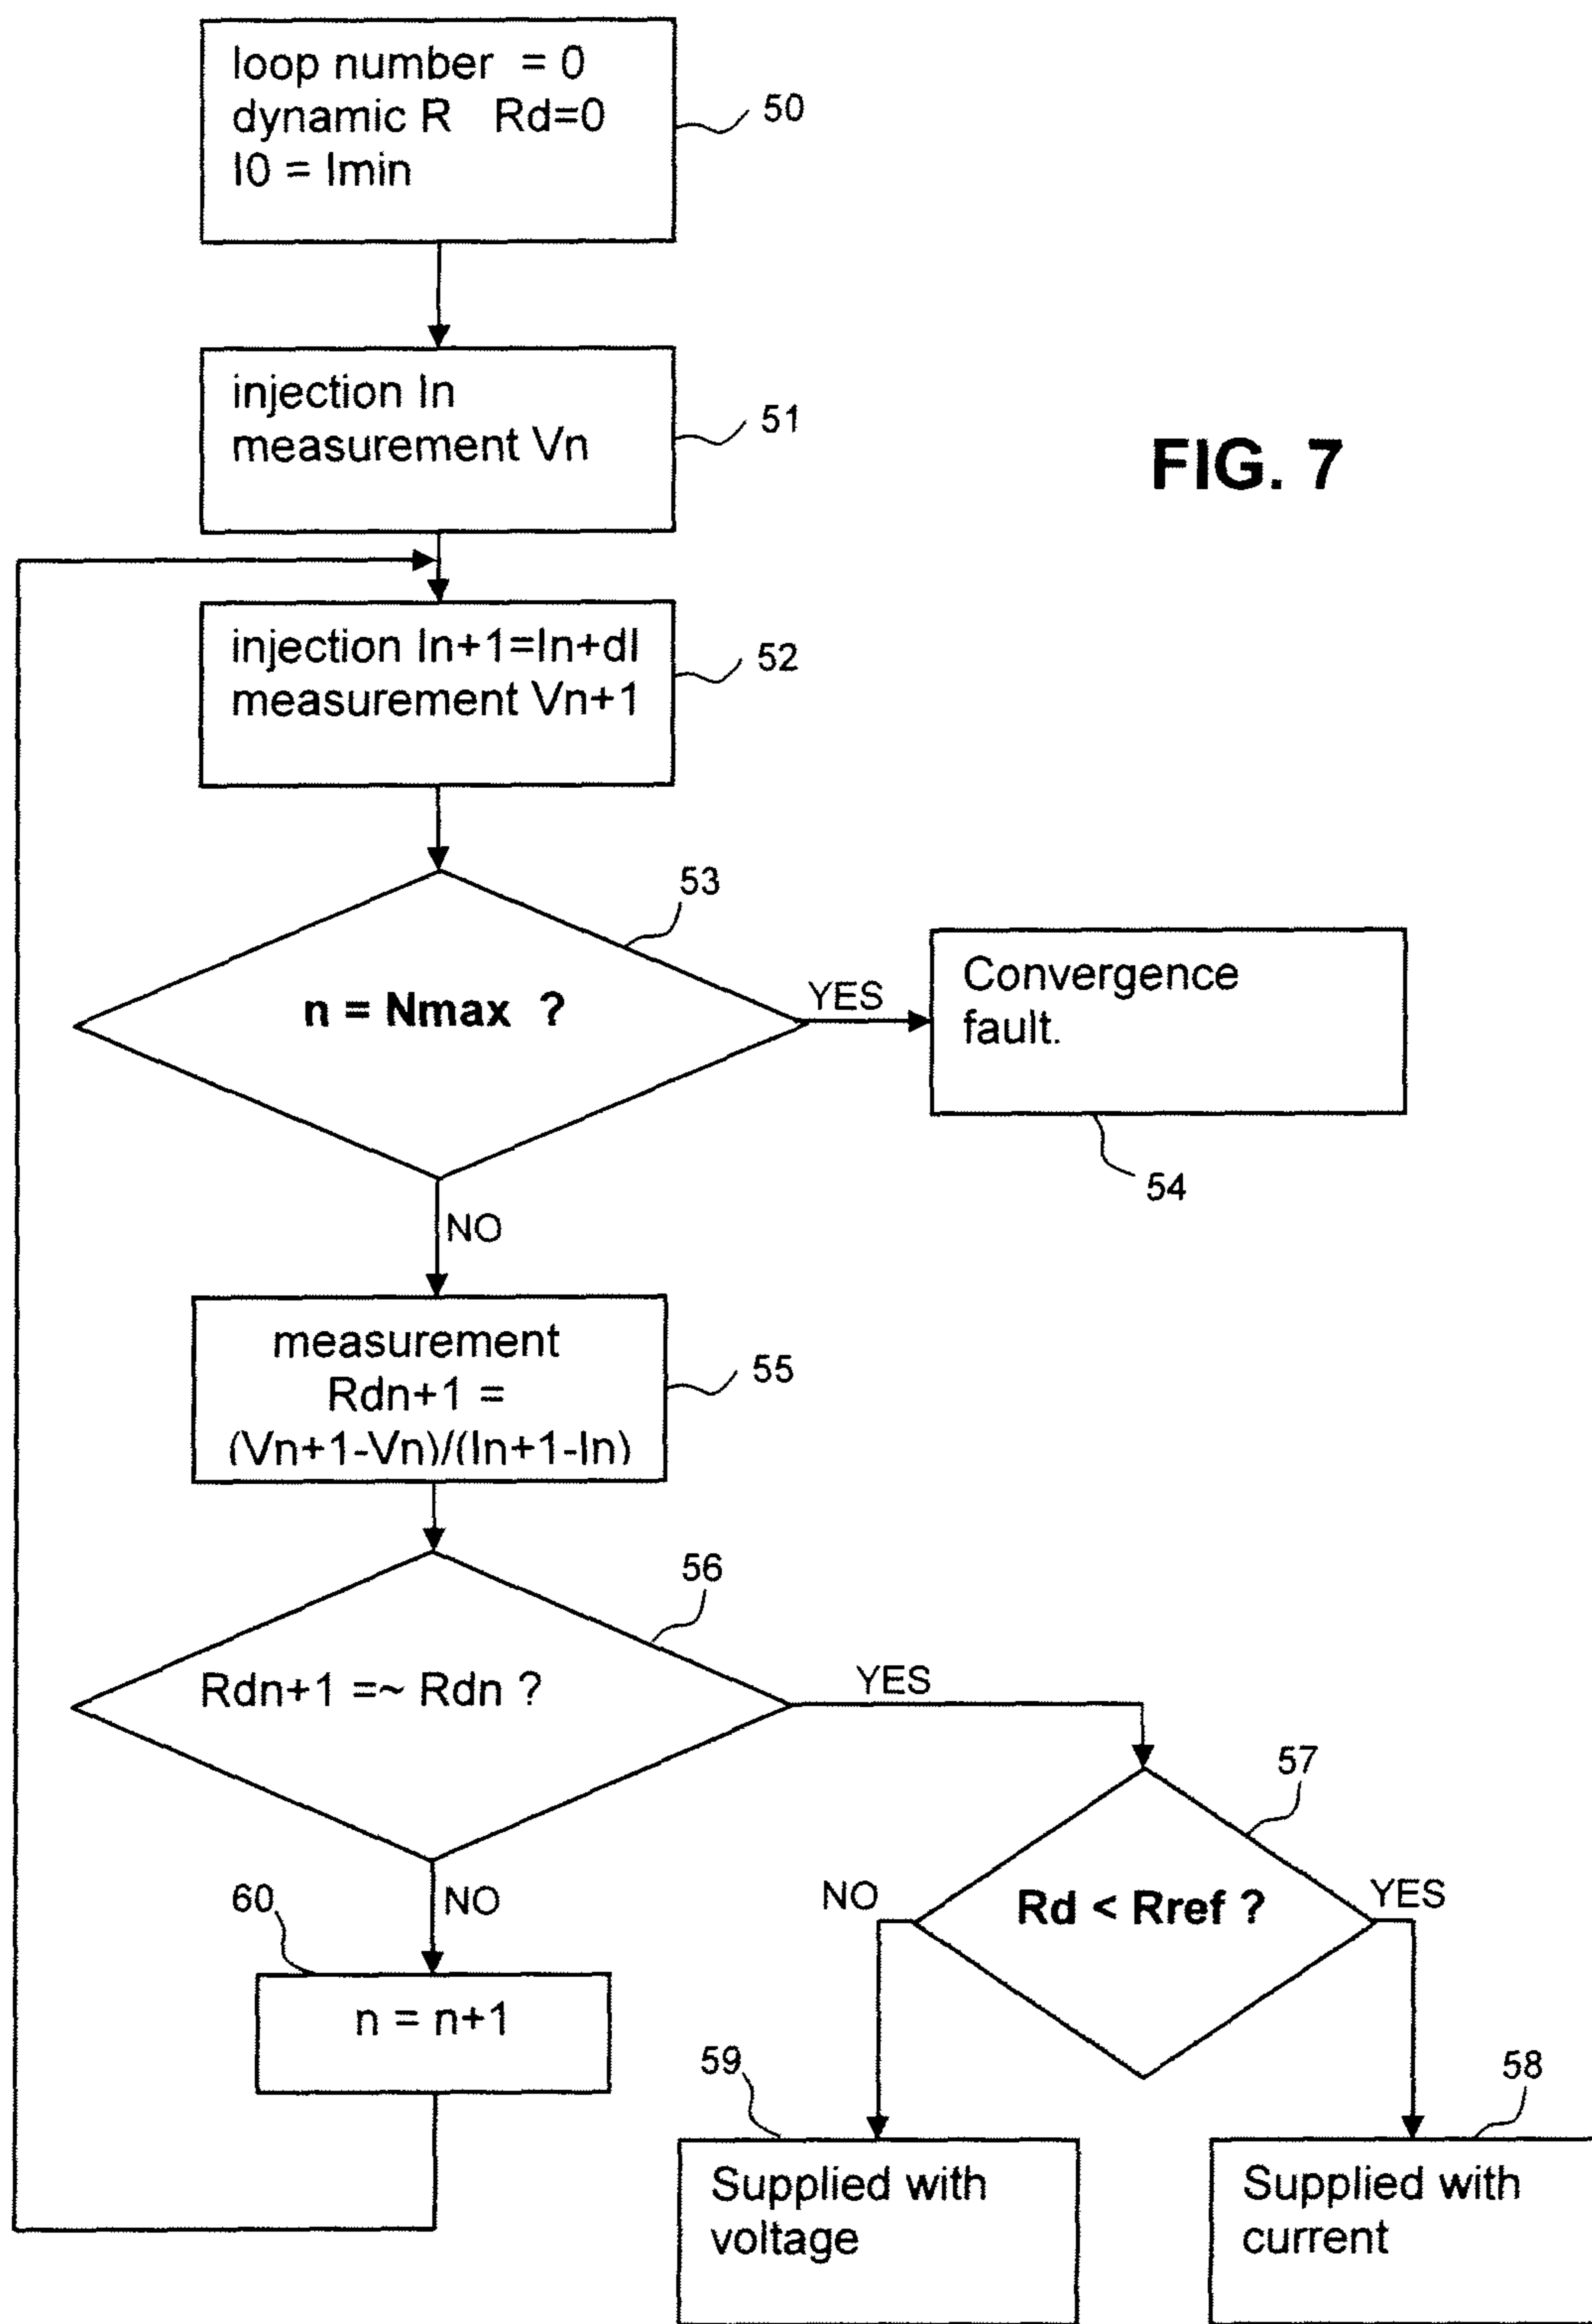 loop number = 0
dynamic R Rd=0
I0 = Imin
50
injection In
measurement Vn
51
FIG. 7
injection In+1=In+dI
measurement Vn+1
52
53
n = Nmax ?
YES
Convergence
fault.
54
NO
measurement
Rdn+1 =
(Vn+1-Vn)/(In+1-In)
55
56
Rdn+1 =~ Rdn ?
YES
57
Rd < Rref ?
NO
YES
60
NO
n = n+1
59
Supplied with
voltage
58
Supplied with
current